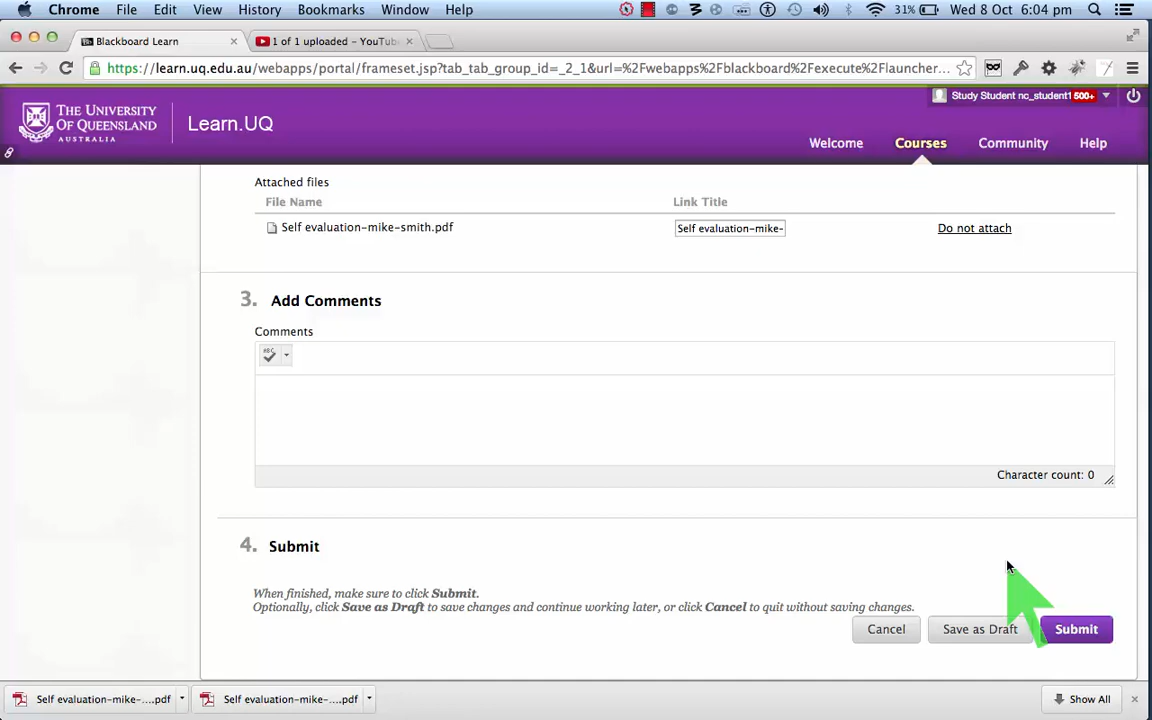 Chrome File Edit View History Bookmarks Window Help 31% Wed 8 Oct 6:04 pm
Blackboard Learn × 1 of 1 uploaded – YouTube ×
https://learn.uq.edu.au/webapps/portal/frameset.jsp?tab_tab_group_id=_2_1&url=%2Fwebapps%2Fblackboard%2Fexecute%2Flauncher...
Study Student nc_student1 500+
THE UNIVERSITY
OF QUEENSLAND
AUSTRALIA
Learn.UQ
Welcome Courses Community Help
Attached files
File Name Link Title
Self evaluation-mike-smith.pdf Self evaluation-mike- Do not attach
3. Add Comments
Comments
ABC
Character count: 0
4. Submit
When finished, make sure to click Submit.
Optionally, click Save as Draft to save changes and continue working later, or click Cancel to quit without saving changes.
Cancel Save as Draft Submit
Self evaluation-mike-....pdf Self evaluation-mike-....pdf Show All ×